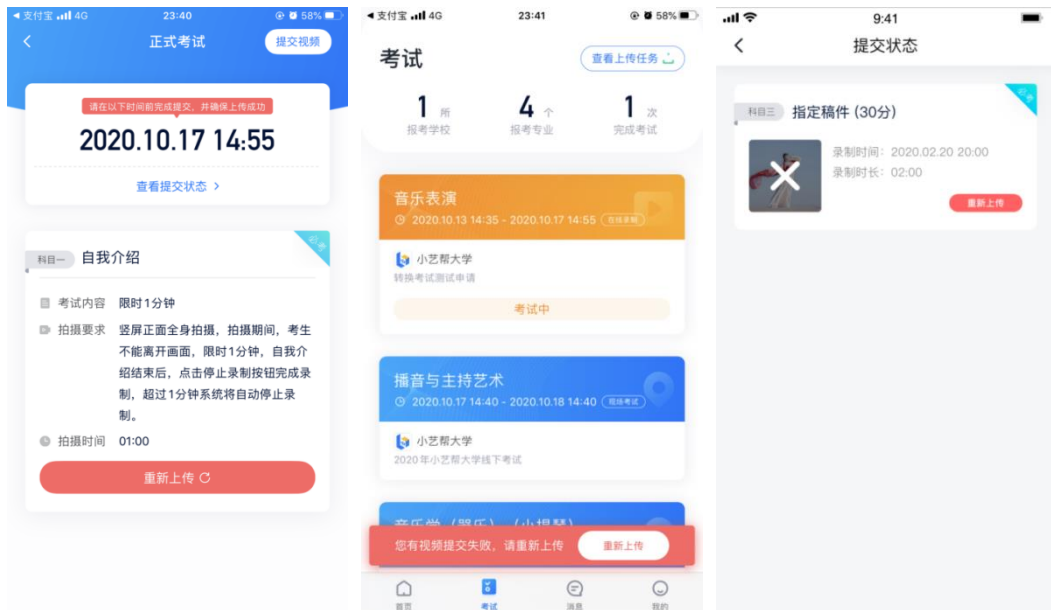 支付宝 4G 23:40 58%
正式考试 提交视频
请在以下时间前完成提交，并确保上传成功
2020.10.17 14:55
查看提交状态
必考
科目一 自我介绍
考试内容 限时1分钟
拍摄要求 竖屏正面全身拍摄，拍摄期间，考生
不能离开画面，限时1分钟，自我介
绍结束后，点击停止录制按钮完成录
制，超过1分钟系统将自动停止录
制。
拍摄时间 01:00
重新上传
支付宝 4G 23:41 58%
考试 查看上传任务
1 所 4 个 1 次
报考学校 报考专业 完成考试
音乐表演
2020.10.13 14:35 - 2020.10.17 14:55 在线录制
小艺帮大学
转换考试测试申请
考试中
播音与主持艺术
2020.10.17 14:40 - 2020.10.18 14:40 现场考试
小艺帮大学
2020年小艺帮大学线下考试
音乐学（器乐）（小提琴）
您有视频提交失败，请重新上传 重新上传
首页 考试 消息 我的
9:41
提交状态
必考
科目三 指定稿件 (30分)
录制时间：2020.02.20 20:00
录制时长：02:00
重新上传